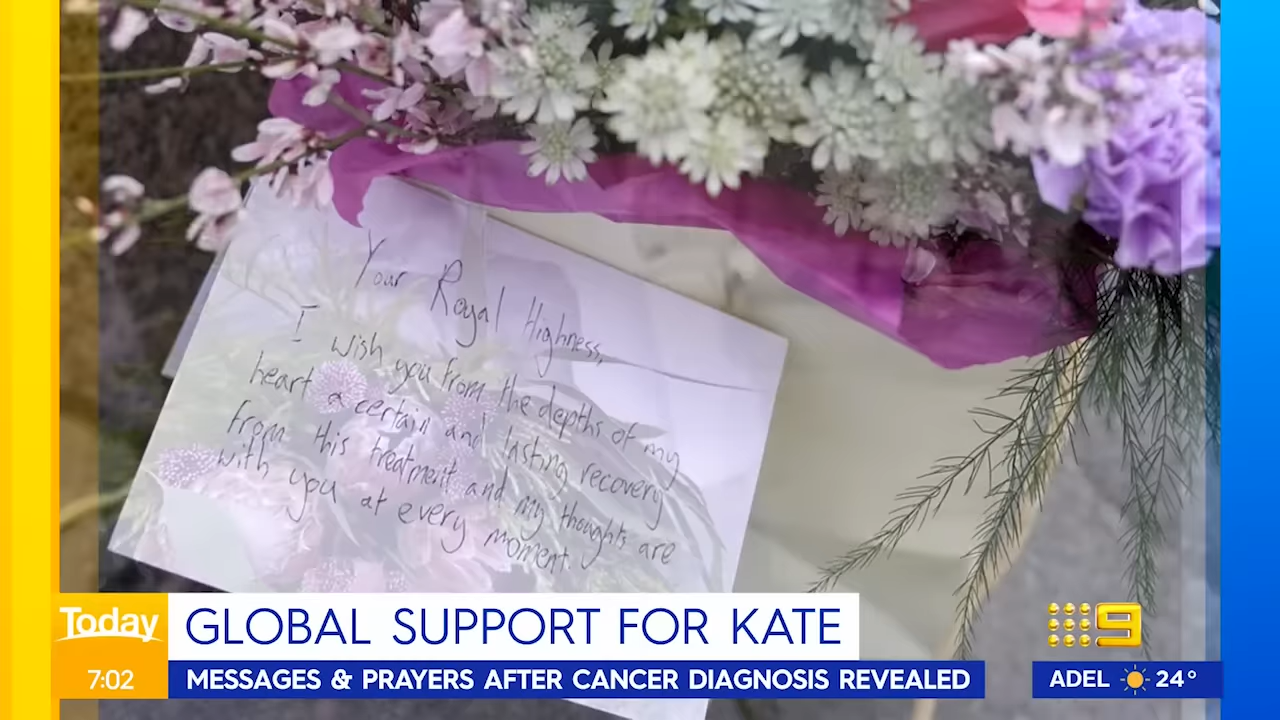 Your Royal Highness,
I wish you from the depths of my
heart a certain and lasting recovery
from this treatment and my thoughts are
with you at every moment.
Today
GLOBAL SUPPORT FOR KATE
9
7:02
MESSAGES & PRAYERS AFTER CANCER DIAGNOSIS REVEALED
ADEL 24°